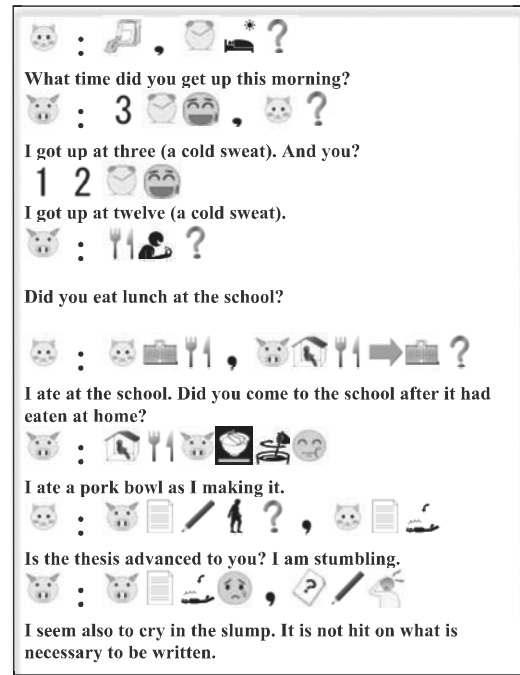 : , ?
What time did you get up this morning?
: 3 , ?
I got up at three (a cold sweat). And you?
1 2
I got up at twelve (a cold sweat).
: ?
Did you eat lunch at the school?
: , ?
I ate at the school. Did you come to the school after it had
eaten at home?
:
I ate a pork bowl as I making it.
: ? ,
Is the thesis advanced to you? I am stumbling.
: , ?
I seem also to cry in the slump. It is not hit on what is
necessary to be written.